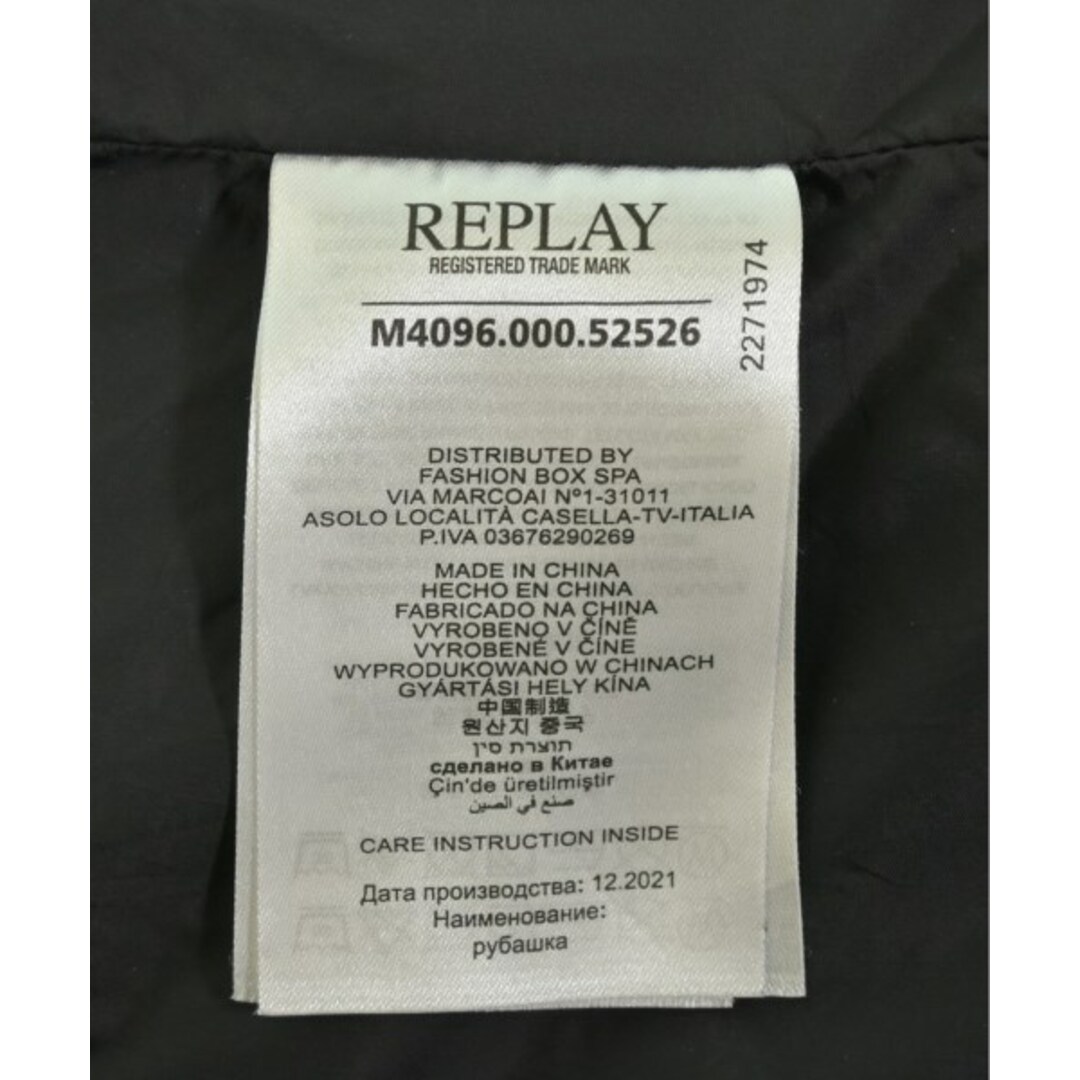 REPLAY
REGISTERED TRADE MARK
M4096.000.52526
2271974
DISTRIBUTED BY
FASHION BOX SPA
VIA MARCOAI Nº1-31011
ASOLO LOCALITÀ CASELLA-TV-ITALIA
P.IVA 03676290269
MADE IN CHINA
HECHO EN CHINA
FABRICADO NA CHINA
VYROBENO V ČÍNĚ
VYROBENÉ V ČÍNE
WYPRODUKOWANO W CHINACH
GYÁRTÁSI HELY KÍNA
中国制造
원산지 중국
תוצרת סין
сделано в Китае
Çin'de üretilmiştir
صنع في الصين
CARE INSTRUCTION INSIDE
Дата производства: 12.2021
Наименование:
рубашка